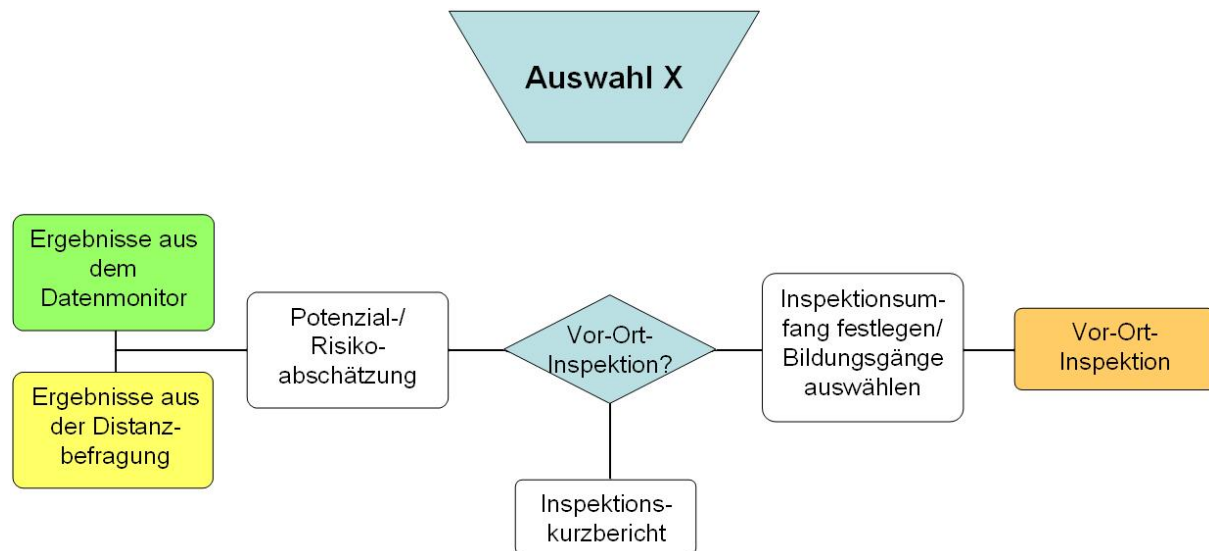 Auswahl X
Ergebnisse aus
dem
Datenmonitor
Ergebnisse aus
der Distanz-
befragung
Potenzial-/
Risiko-
abschätzung
Vor-Ort-
Inspektion?
Inspektions-
kurzbericht
Inspektionsum-
fang festlegen/
Bildungsgänge
auswählen
Vor-Ort-
Inspektion